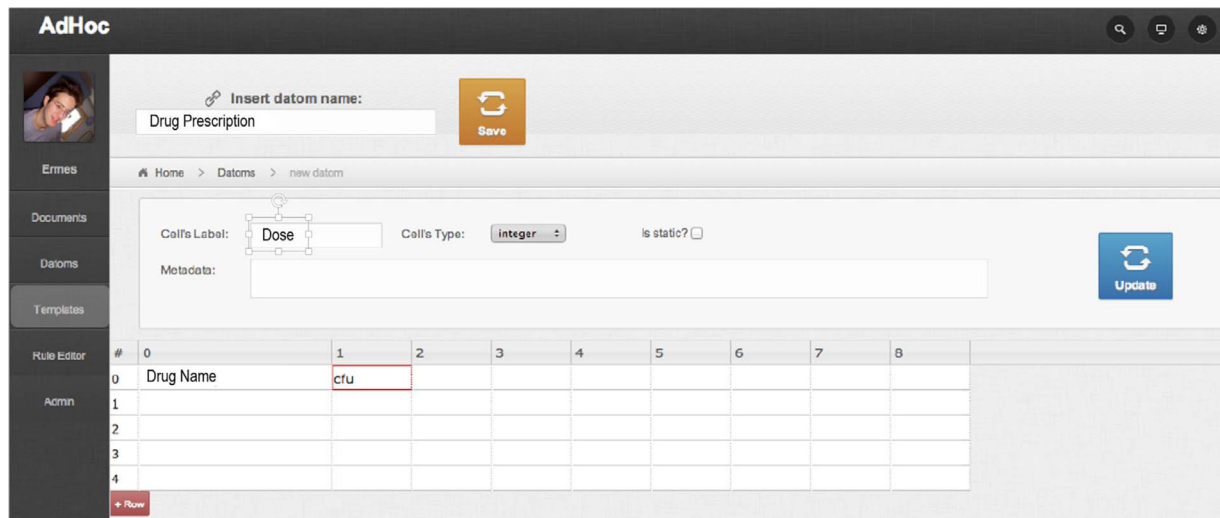 AdHoc
Insert datom name:
Drug Prescription
Save
Ermes
Home > Datoms > new datom
Documents
Cell's Label: Dose Cell's Type: integer Is static?
Datoms
Metadata:
Update
Templates
Rule Editor
# 0 1 2 3 4 5 6 7 8
0 Drug Name cfu
Admin
1
2
3
4
+ Row